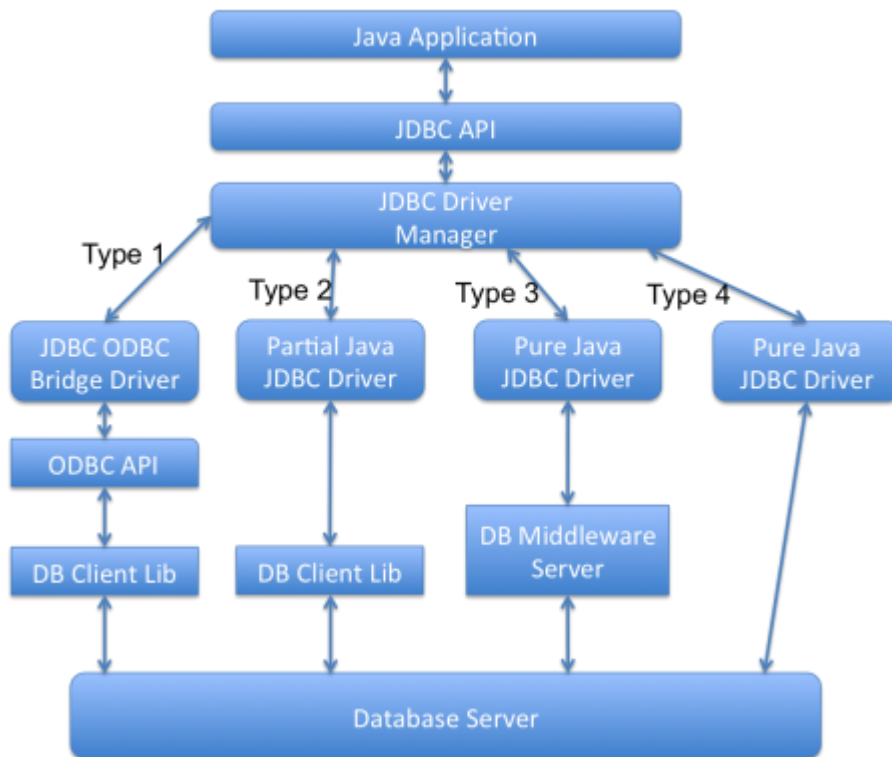 Java Application
JDBC API
JDBC Driver
Manager
Type 1
Type 2
Type 3
Type 4
JDBC ODBC
Bridge Driver
Partial Java
JDBC Driver
Pure Java
JDBC Driver
Pure Java
JDBC Driver
ODBC API
DB Client Lib
DB Client Lib
DB Middleware
Server
Database Server